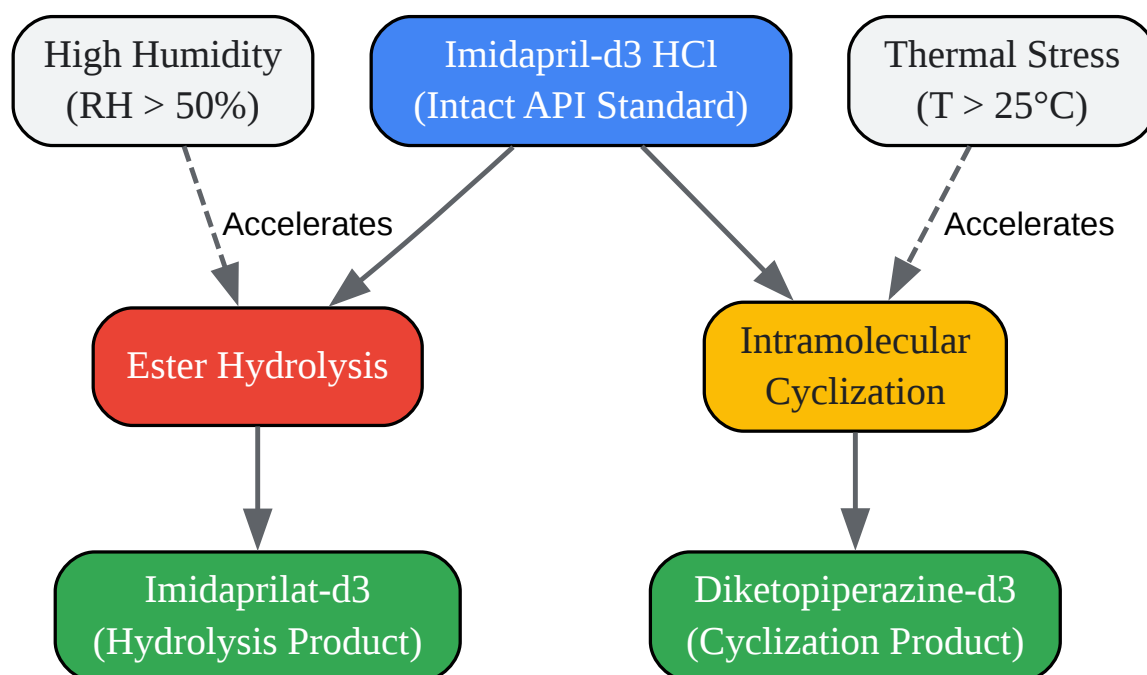 High Humidity
(RH > 50%)
Imidapril-d3 HCl
(Intact API Standard)
Thermal Stress
(T > 25°C)
Accelerates
Accelerates
Ester Hydrolysis
Intramolecular
Cyclization
Imidaprilat-d3
(Hydrolysis Product)
Diketopiperazine-d3
(Cyclization Product)